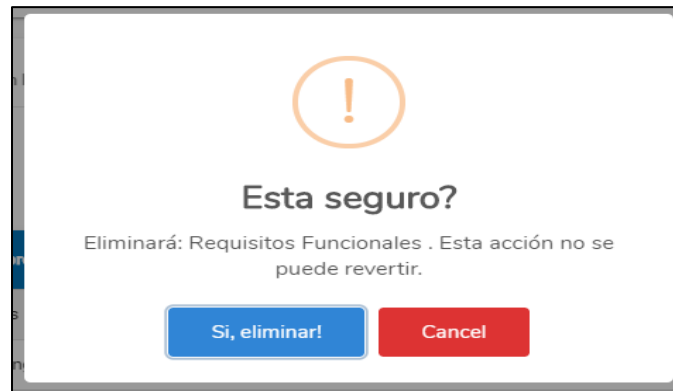 Esta seguro?
Eliminará: Requisitos Funcionales . Esta acción no se
puede revertir.
Si, eliminar!
Cancel